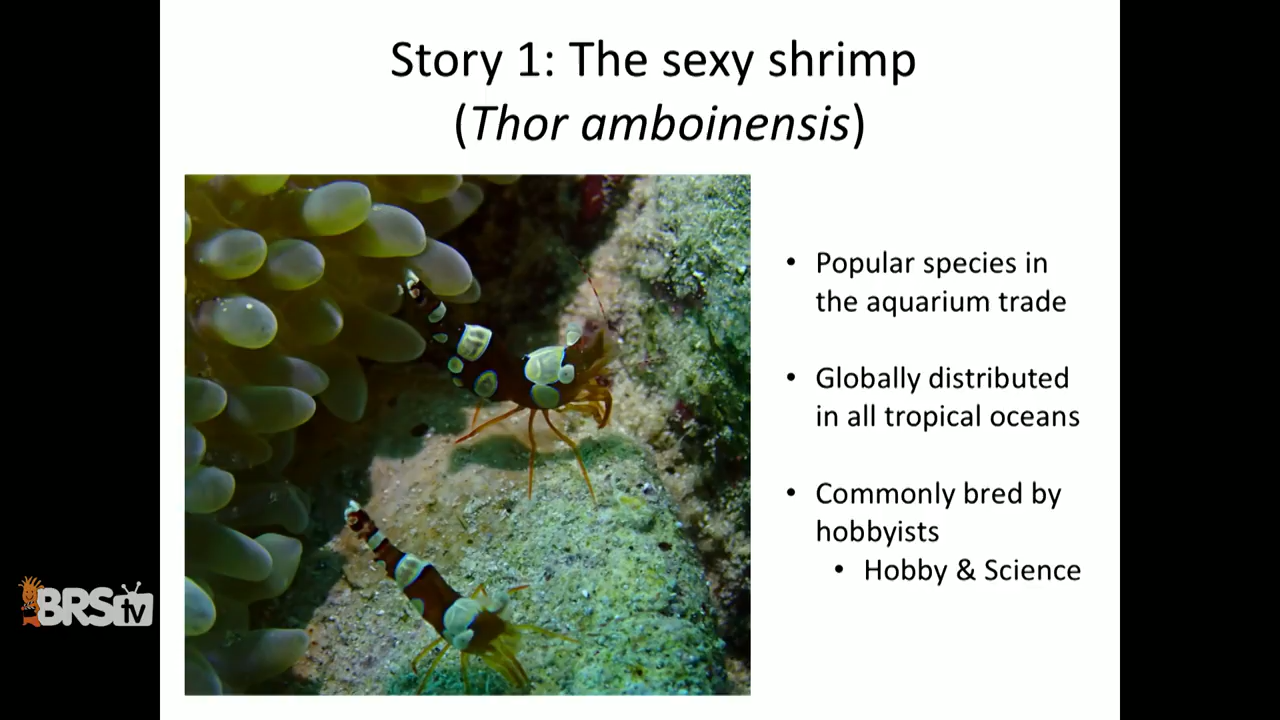 Story 1: The sexy shrimp
(Thor amboinensis)
• Popular species in
the aquarium trade
• Globally distributed
in all tropical oceans
• Commonly bred by
hobbyists
• Hobby & Science
BRStv